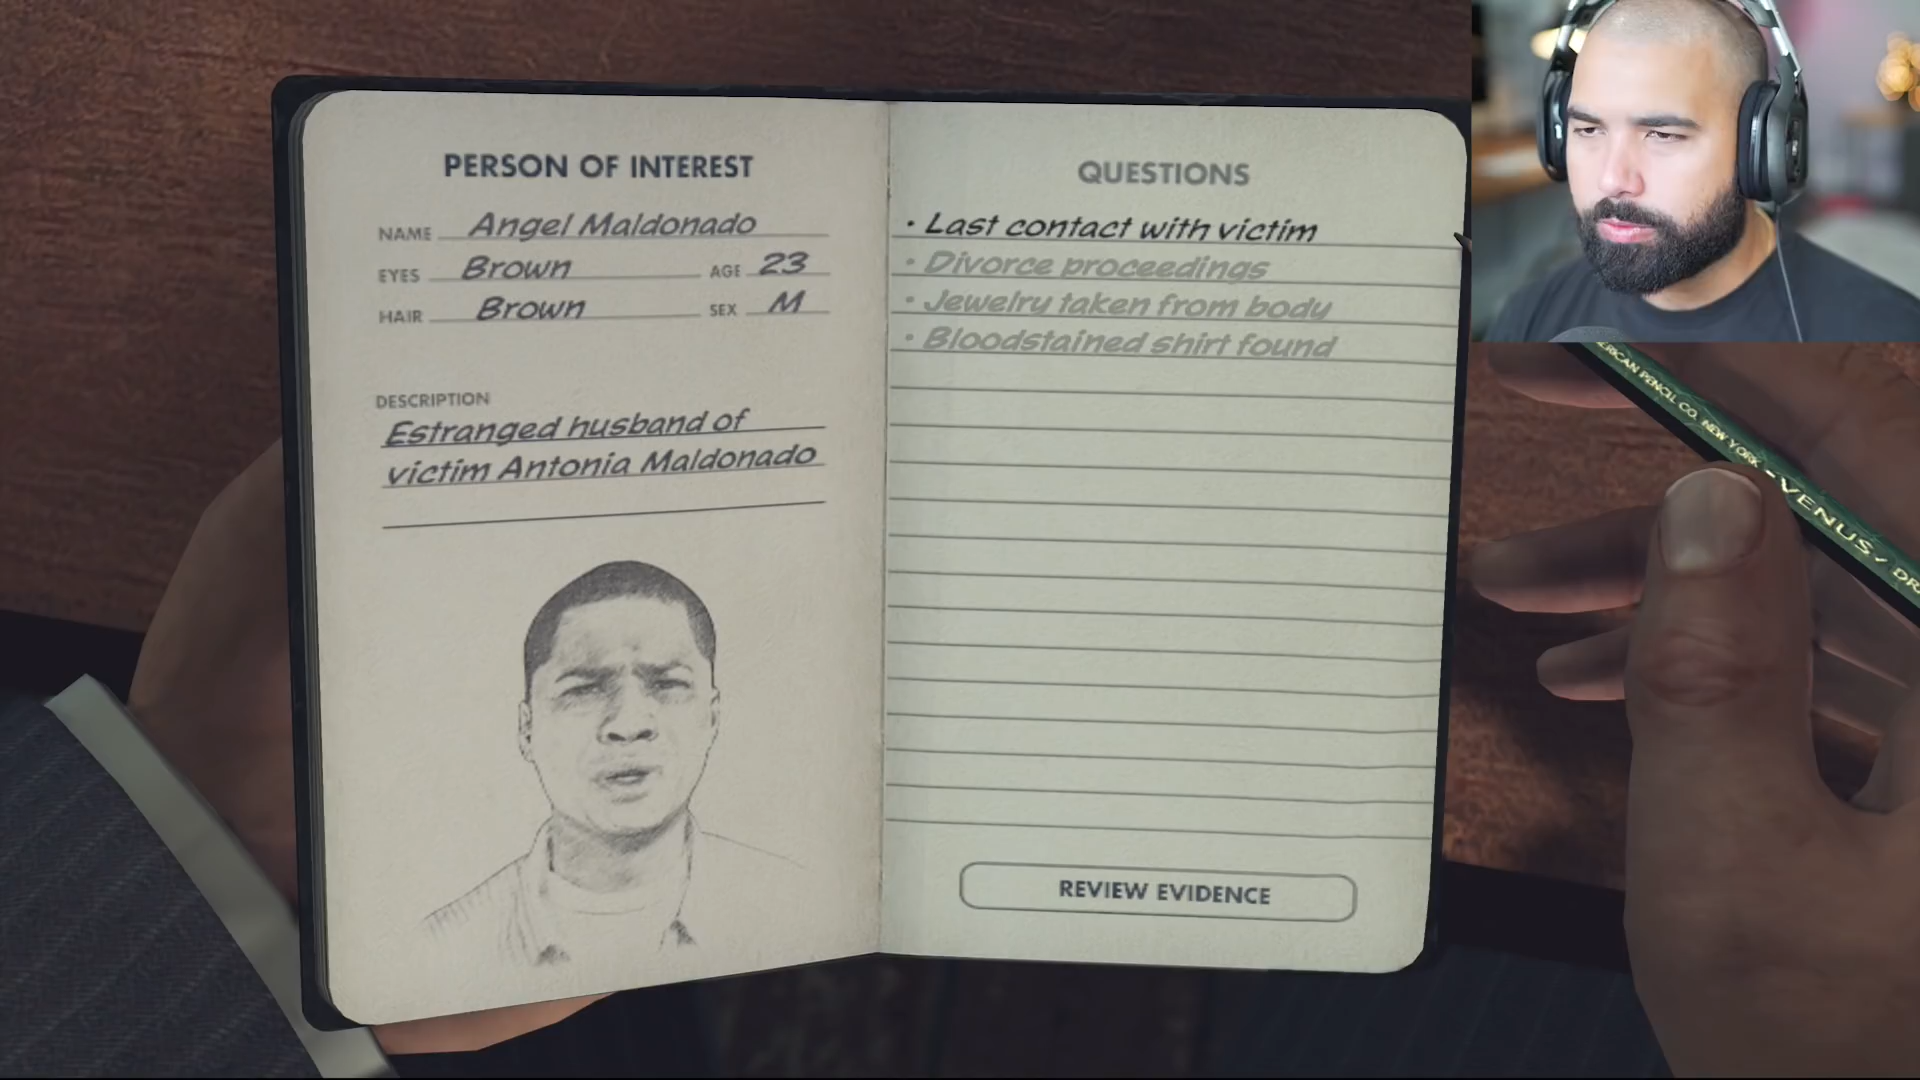 PERSON OF INTEREST
NAME Angel Maldonado
EYES Brown AGE 23
HAIR Brown SEX M
DESCRIPTION
Estranged husband of
victim Antonia Maldonado
QUESTIONS
• Last contact with victim
• Divorce proceedings
• Jewelry taken from body
• Bloodstained shirt found
REVIEW EVIDENCE
PENCIL CO. NEW YORK VENUS